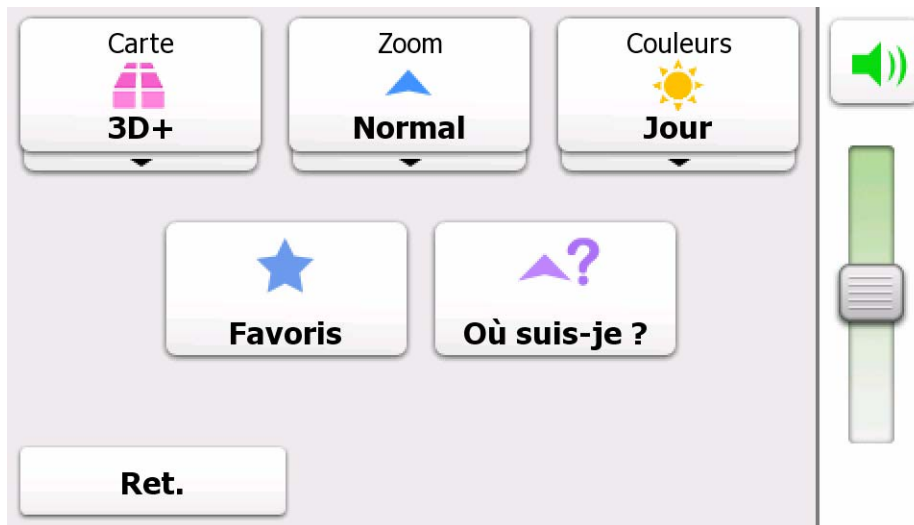 Carte
3D+
Zoom
Normal
Couleurs
Jour
Favoris
Où suis-je ?
Ret.